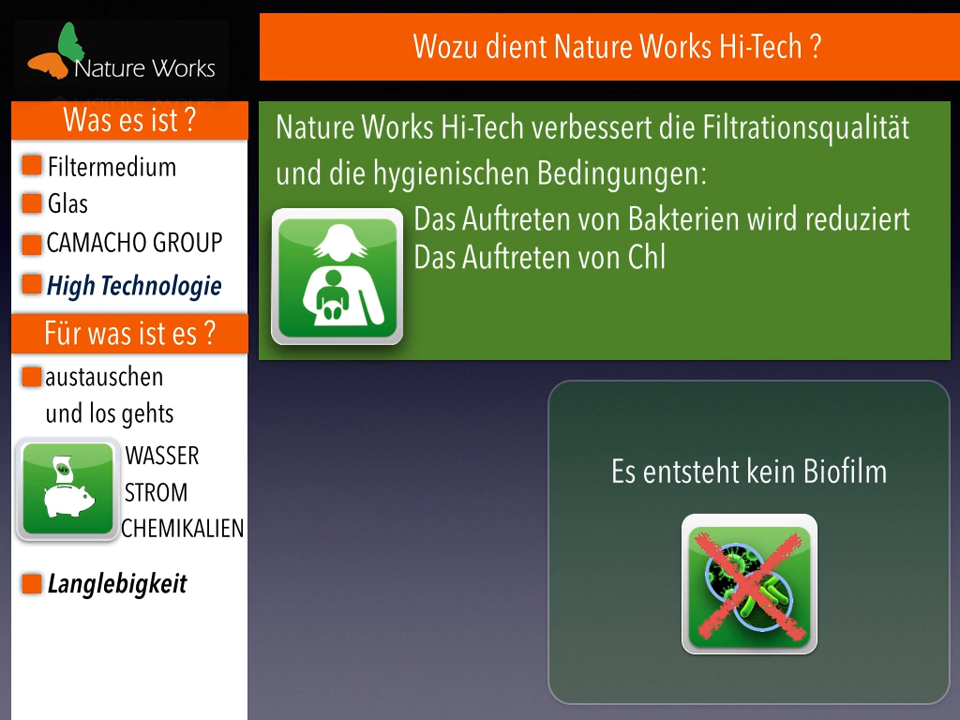 Nature Works
Wozu dient Nature Works Hi-Tech ?
Was es ist ?
Filtermedium
Glas
CAMACHO GROUP
High Technologie
Für was ist es ?
austauschen
und los gehts
WASSER
STROM
CHEMIKALIEN
Langlebigkeit
Nature Works Hi-Tech verbessert die Filtrationsqualität
und die hygienischen Bedingungen:
Das Auftreten von Bakterien wird reduziert
Das Auftreten von Chl
Es entsteht kein Biofilm